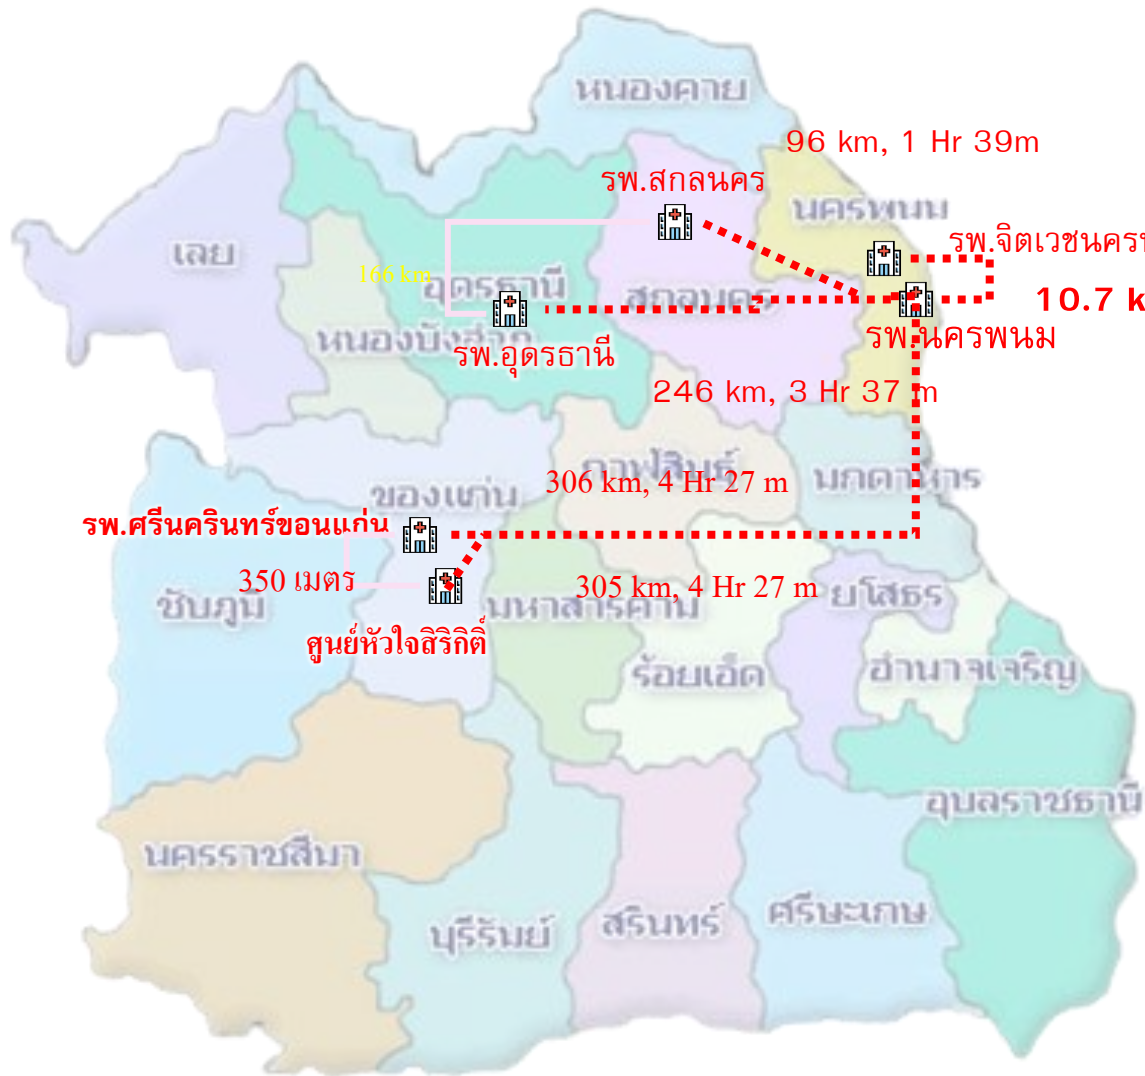 หนองคาย
96 km, 1 Hr 39m
รพ.สกลนคร
นครพนม
เลย
รพ.จิตเวชนคร
166 km
อุดรธานี
สกลนคร
10.7 k
หนองบัวลำภู
รพ.นครพนม
รพ.อุดรธานี
246 km, 3 Hr 37 m
กาฬสินธุ์
306 km, 4 Hr 27 m
มุกดาหาร
ขอนแก่น
รพ.ศรีนครินทร์ขอนแก่น
350 เมตร
305 km, 4 Hr 27 m
ยโสธร
ชัยภูมิ
มหาสารคาม
ศูนย์หัวใจสิริกิติ์
ร้อยเอ็ด
อำนาจเจริญ
อุบลราชธานี
นครราชสีมา
บุรีรัมย์
สุรินทร์
ศรีษะเกษ